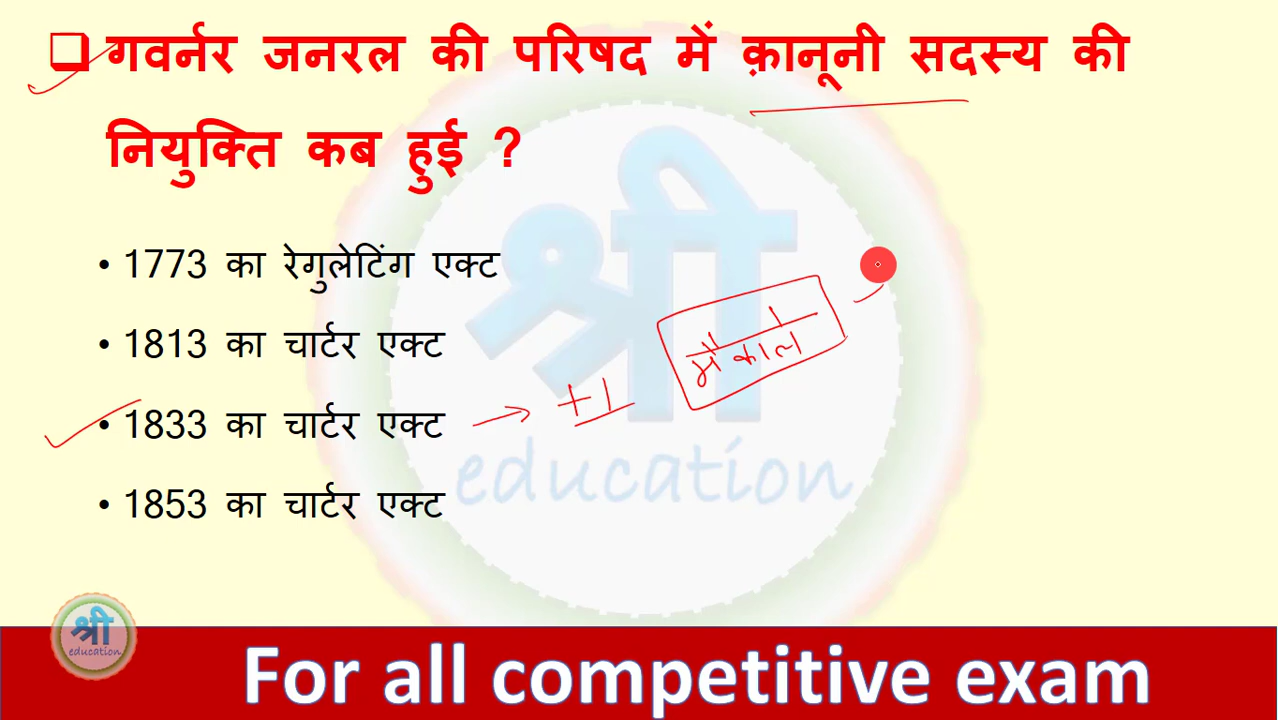 ❑ गवर्नर जनरल की परिषद में क़ानूनी सदस्य की
नियुक्ति कब हुई ?
• 1773 का रेगुलेटिंग एक्ट
• 1813 का चार्टर एक्ट
मैकाले
• 1833 का चार्टर एक्ट → +1
• 1853 का चार्टर एक्ट
श्री
education
श्री
education
For all competitive exam